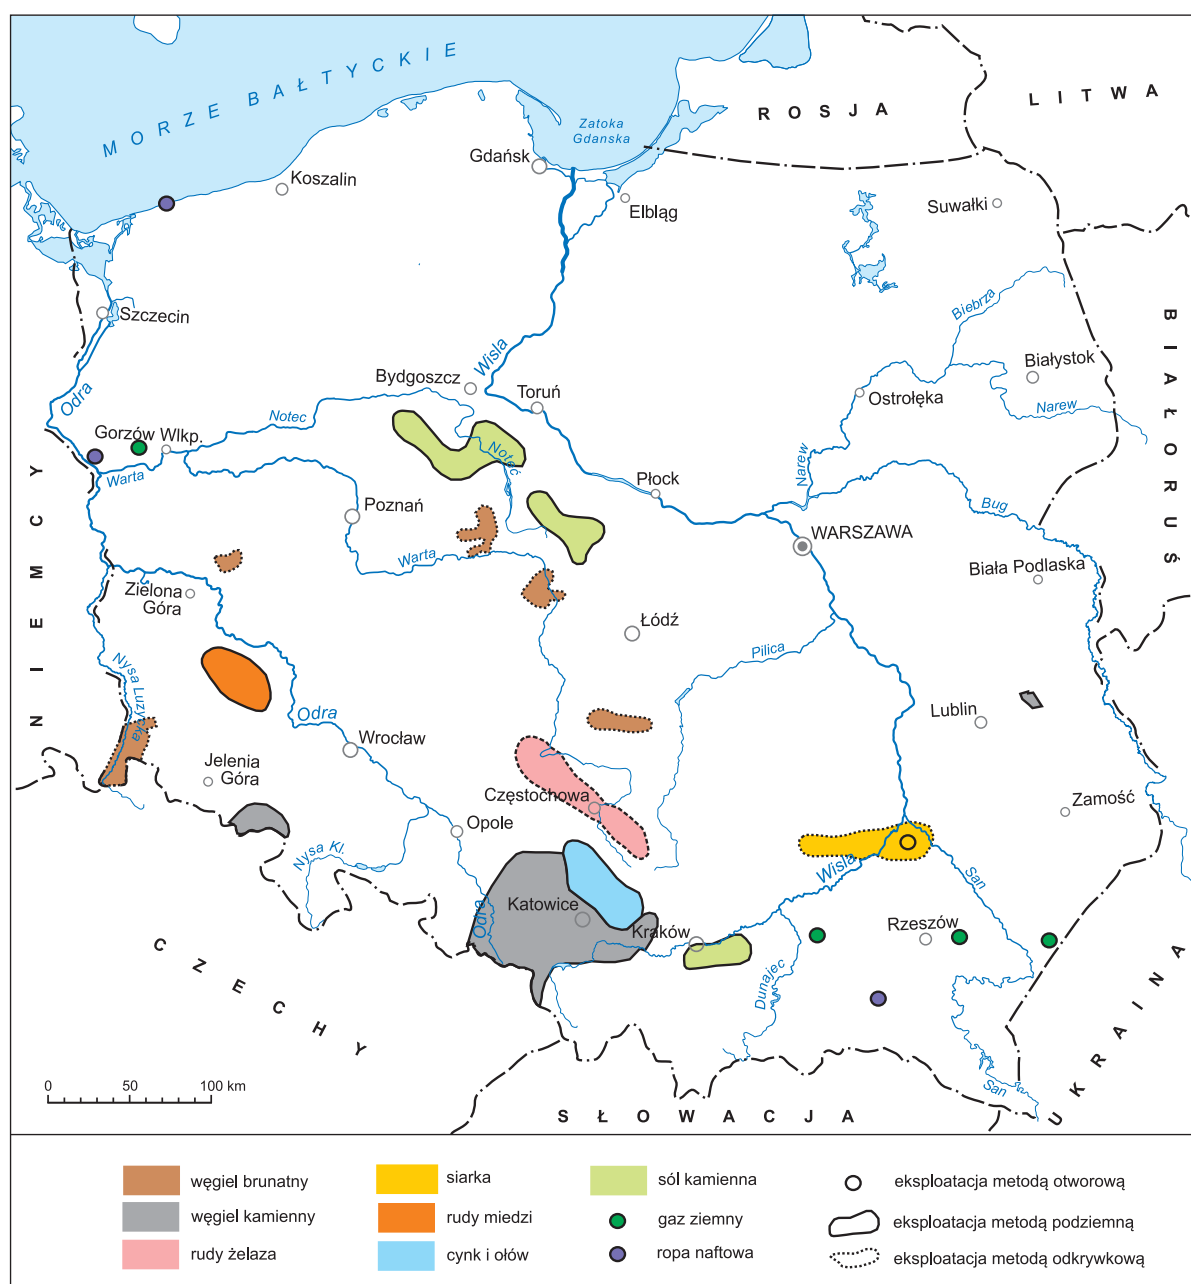 MORZE BAŁTYCKIE
Zatoka
Gdanska
ROSJA
LITWA
Gdańsk
Koszalin
Elbląg
Suwałki
Szczecin
Biebrza
BIAŁORUŚ
Białystok
Wisla
Bydgoszcz
Toruń
Ostrołęka
Narew
Odra
Notec
Gorzów Wlkp.
Warta
Noteć
Narew
Płock
Poznań
Bug
WARSZAWA
Warta
Biała Podlaska
NIEMCY
Zielona
Góra
Łódź
Pilica
Nysa Luzycka
Odra
Lublin
Wrocław
Jelenia
Góra
Częstochowa
Zamość
Opole
Nysa Kł.
Wisla
San
Katowice
Odra
Kraków
Rzeszów
CZECHY
Dunajec
UKRAINA
San
0 50 100 km
SŁOWACJA
węgiel brunatny
siarka
sól kamienna
eksploatacja metodą otworową
węgiel kamienny
rudy miedzi
gaz ziemny
eksploatacja metodą podziemną
rudy żelaza
cynk i ołów
ropa naftowa
eksploatacja metodą odkrywkową